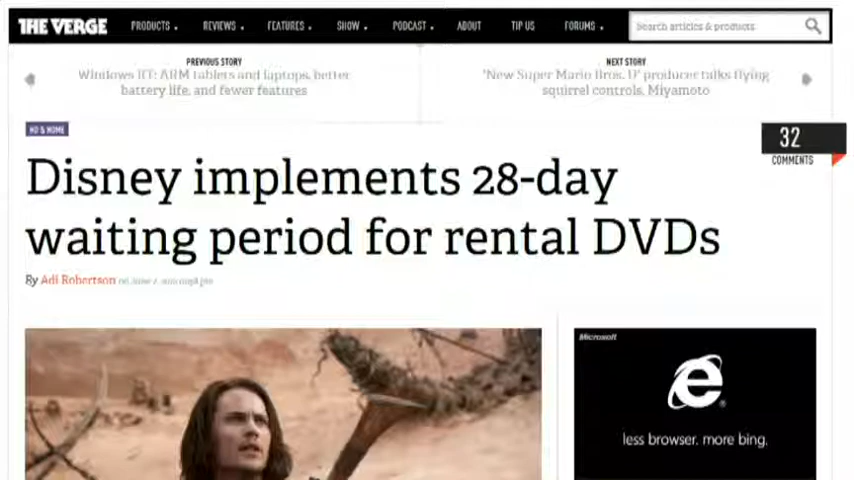 THE VERGE
PRODUCTS REVIEWS FEATURES SHOW PODCAST ABOUT TIP US FORUMS
Search articles & products
PREVIOUS STORY
Windows RT: ARM tablets and laptops, better
battery life, and fewer features
NEXT STORY
'New Super Mario Bros. U' producer talks flying
squirrel controls, Miyamoto
HD & HOME
32
COMMENTS
Disney implements 28-day
waiting period for rental DVDs
By Adi Robertson on
Microsoft
less browser. more bing.